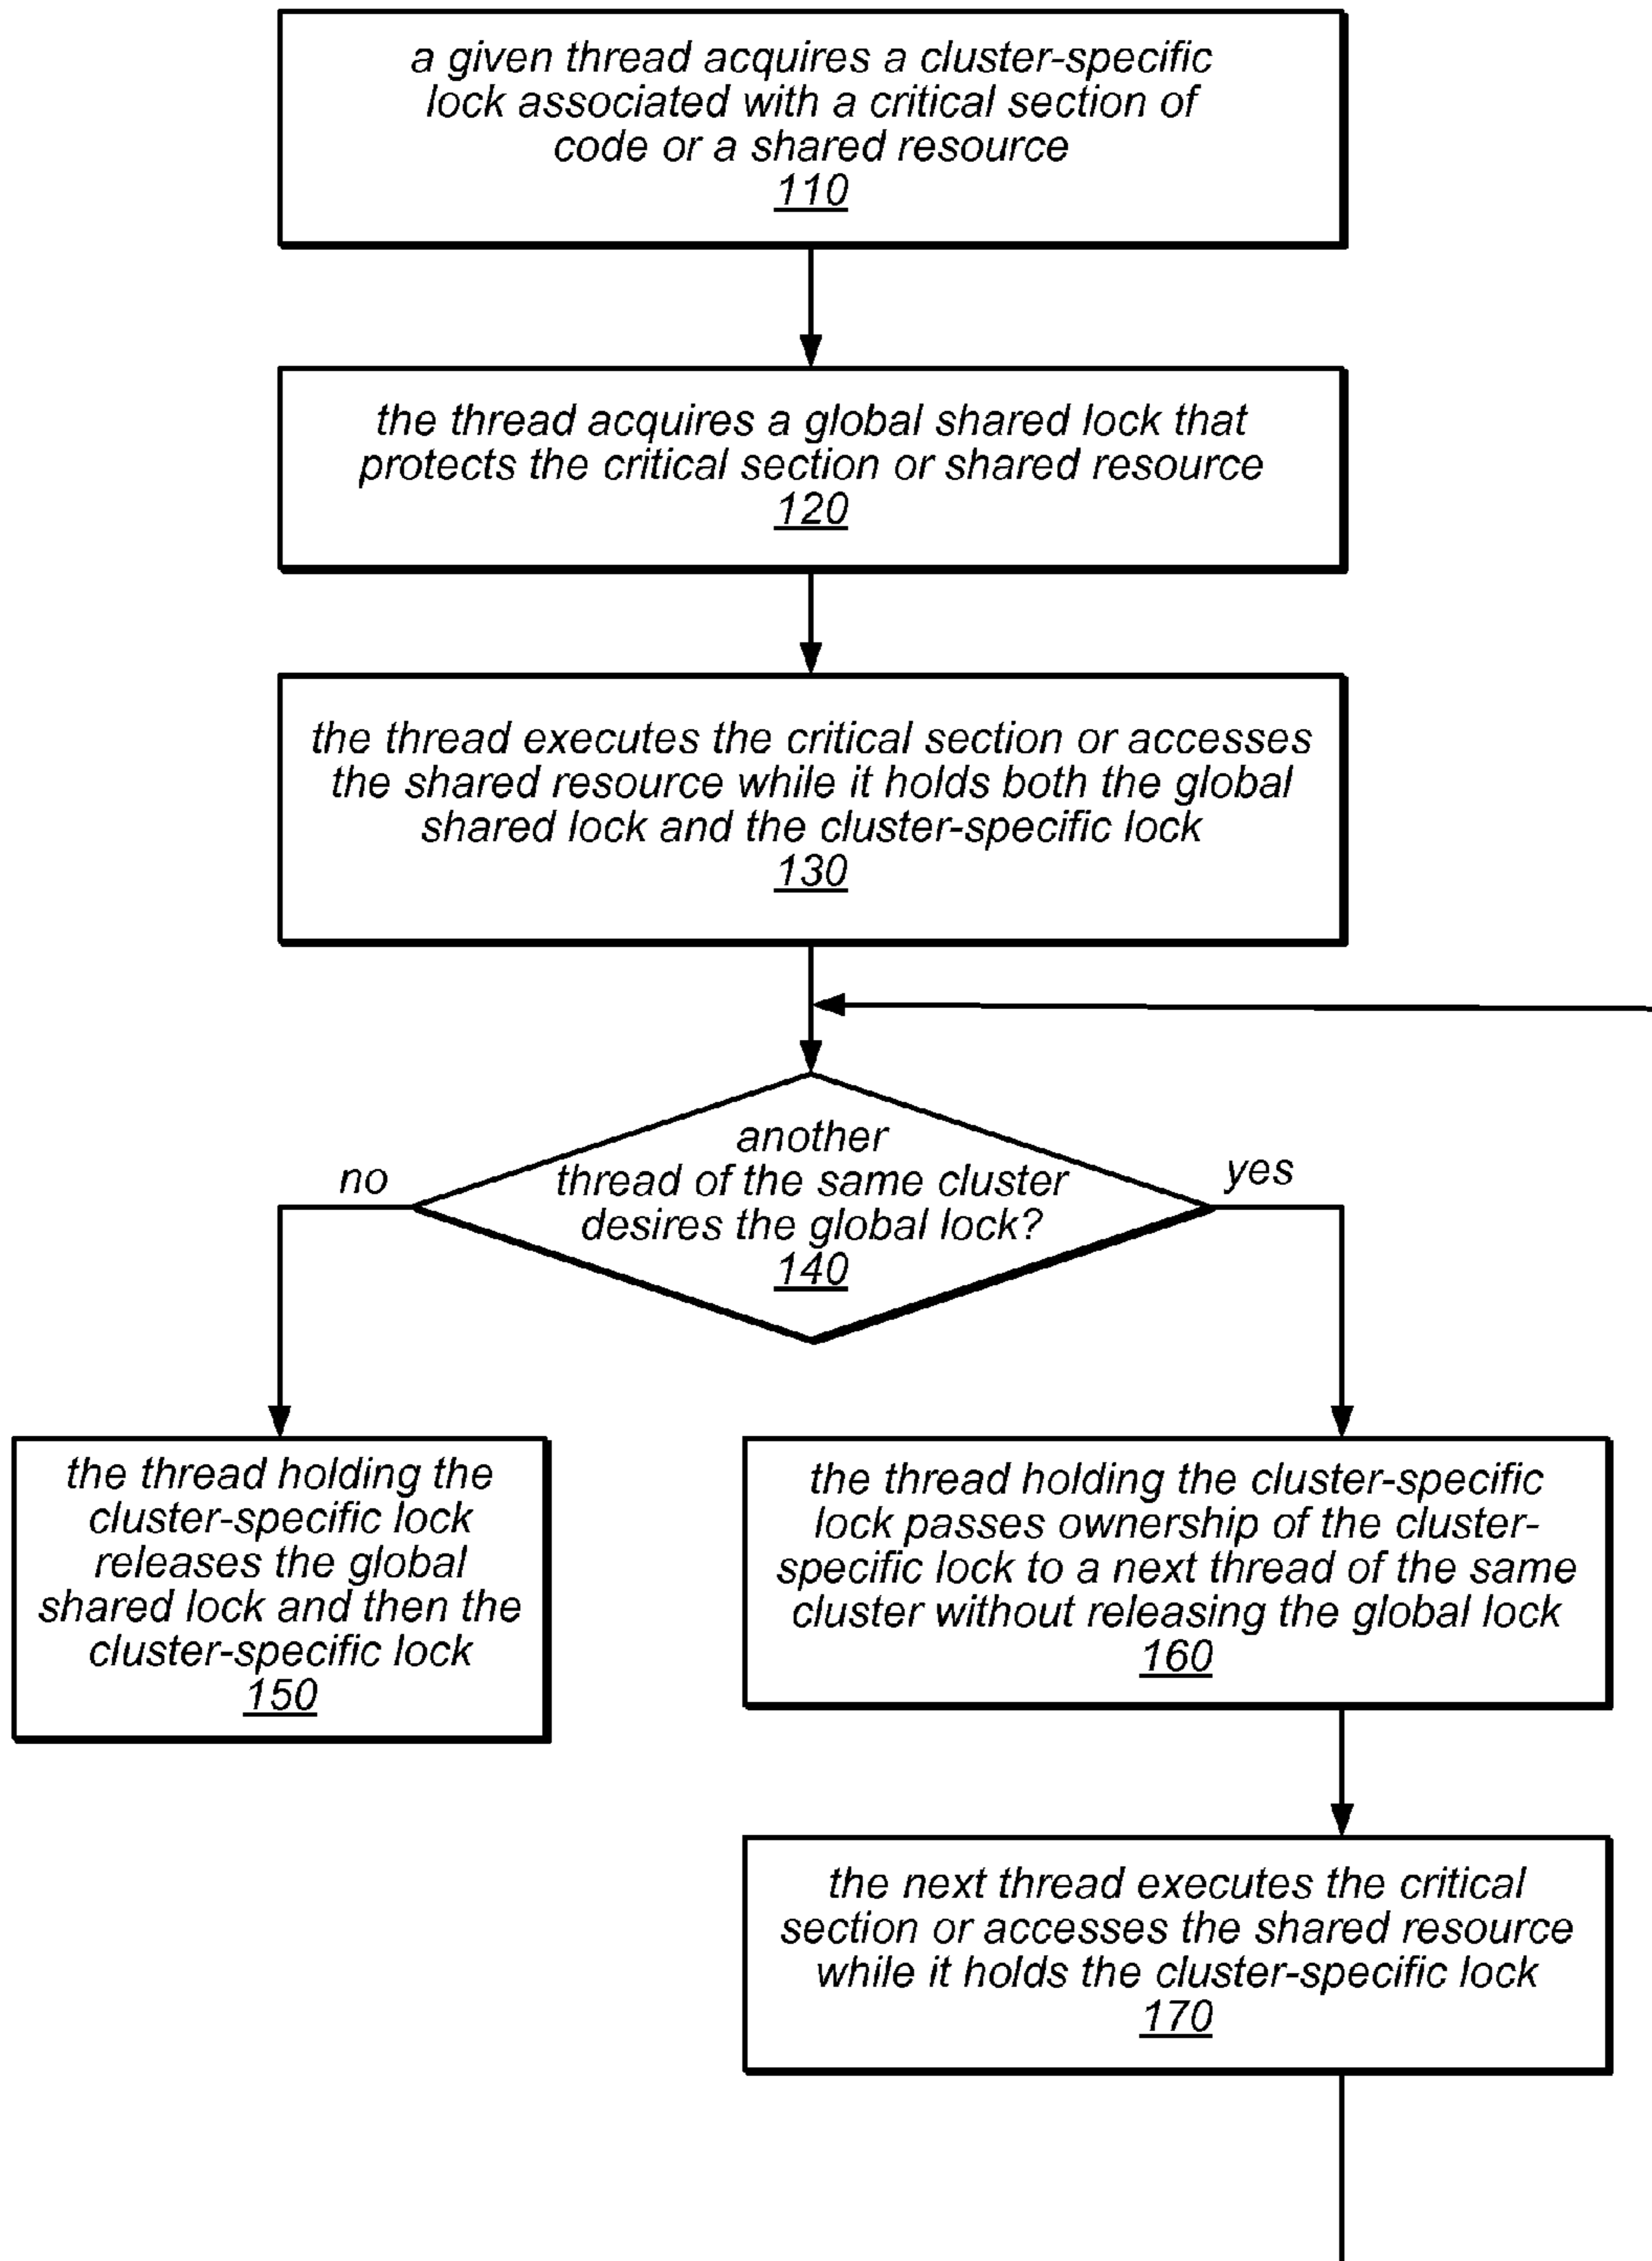 a given thread acquires a cluster-specific
lock associated with a critical section of
code or a shared resource
110
the thread acquires a global shared lock that
protects the critical section or shared resource
120
the thread executes the critical section or accesses
the shared resource while it holds both the global
shared lock and the cluster-specific lock
130
another
thread of the same cluster
desires the global lock?
140
no
yes
the thread holding the
cluster-specific lock
releases the global
shared lock and then the
cluster-specific lock
150
the thread holding the cluster-specific
lock passes ownership of the cluster-
specific lock to a next thread of the same
cluster without releasing the global lock
160
the next thread executes the critical
section or accesses the shared resource
while it holds the cluster-specific lock
170